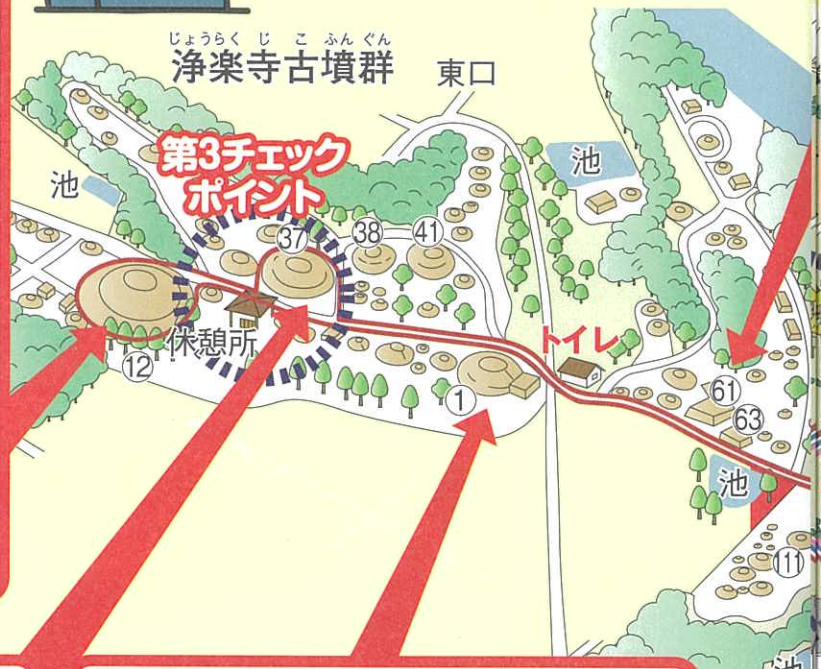 じょうらくじこふんぐん
浄楽寺古墳群
東口
第3チェック
ポイント
池
池
37
38
41
休憩所
12
トイレ
1
61
63
池
111
池